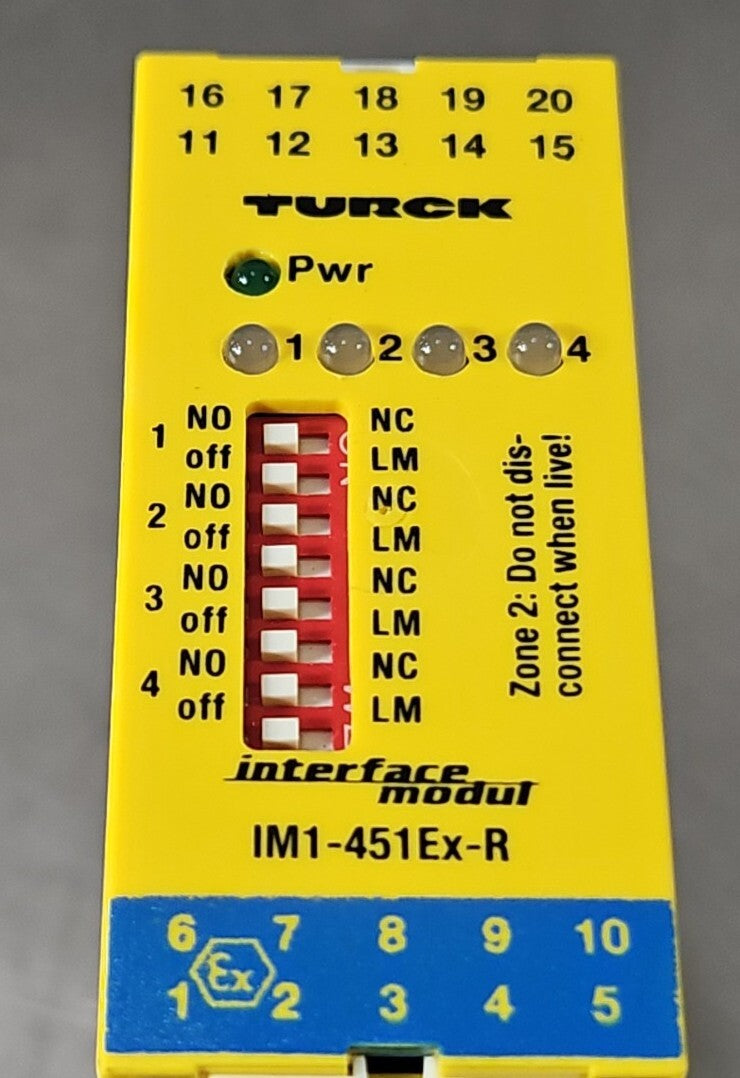 16 17 18 19 20
11 12 13 14 15
TURCK
Pwr
1 2 3 4
1 NO NC
off LM
2 NO NC
off LM
3 NO NC
off LM
4 NO NC
off LM
Zone 2: Do not dis-
connect when live!
interface
modul
IM1-451Ex-R
6 7 8 9 10
Ex
1 2 3 4 5